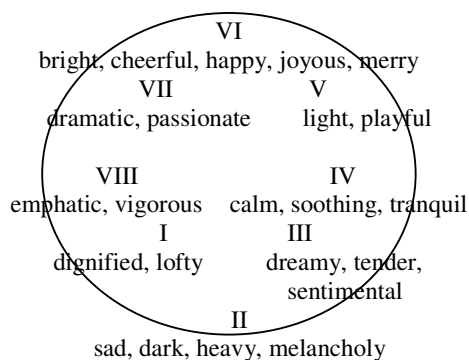 VI
bright, cheerful, happy, joyous, merry
VII V
dramatic, passionate light, playful
VIII IV
emphatic, vigorous calm, soothing, tranquil
I III
dignified, lofty dreamy, tender,
sentimental
II
sad, dark, heavy, melancholy